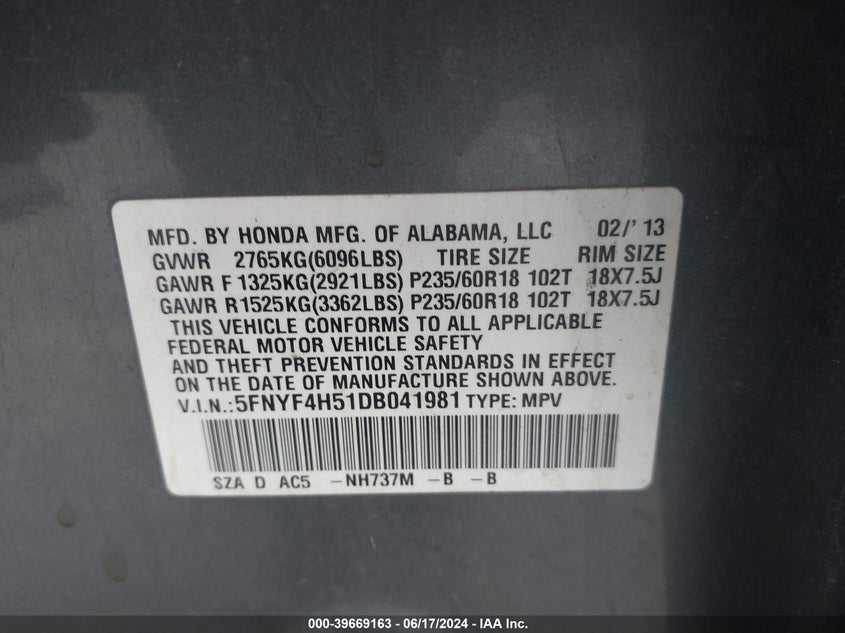 MFD. BY HONDA MFG. OF ALABAMA, LLC 02/' 13
GVWR 2765KG(6096LBS) TIRE SIZE RIM SIZE
GAWR F 1325KG(2921LBS) P235/60R18 102T 18X7.5J
GAWR R1525KG(3362LBS) P235/60R18 102T 18X7.5J
THIS VEHICLE CONFORMS TO ALL APPLICABLE
FEDERAL MOTOR VEHICLE SAFETY
AND THEFT PREVENTION STANDARDS IN EFFECT
ON THE DATE OF MANUFACTURE SHOWN ABOVE.
V.I.N.:5FNYF4H51DB041981 TYPE: MPV
SZA D AC5 -NH737M -B -B
000-39669163 - 06/17/2024 - IAA Inc.